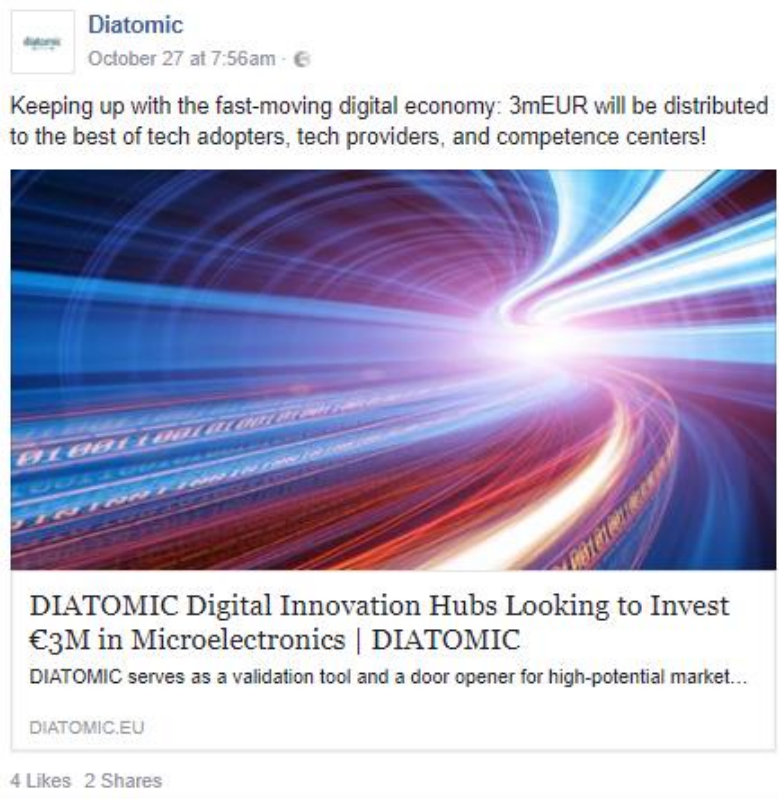 diatomic
Diatomic
October 27 at 7:56am ·
Keeping up with the fast-moving digital economy: 3mEUR will be distributed
to the best of tech adopters, tech providers, and competence centers!
DIATOMIC Digital Innovation Hubs Looking to Invest
€3M in Microelectronics | DIATOMIC
DIATOMIC serves as a validation tool and a door opener for high-potential market...
DIATOMIC.EU
4 Likes 2 Shares